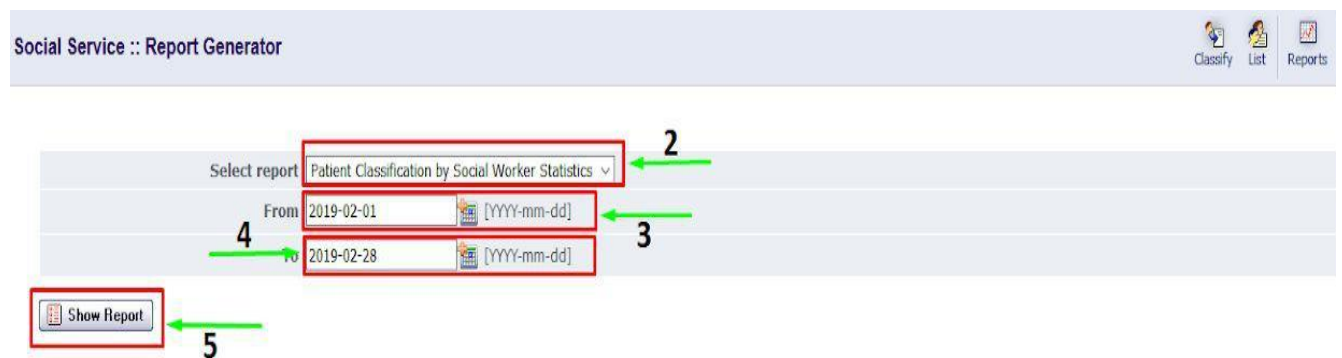 Social Service :: Report Generator
Classify List Reports
2
Select report Patient Classification by Social Worker Statistics
From 2019-02-01 [YYYY-mm-dd]
3
4
To 2019-02-28 [YYYY-mm-dd]
Show Report
5